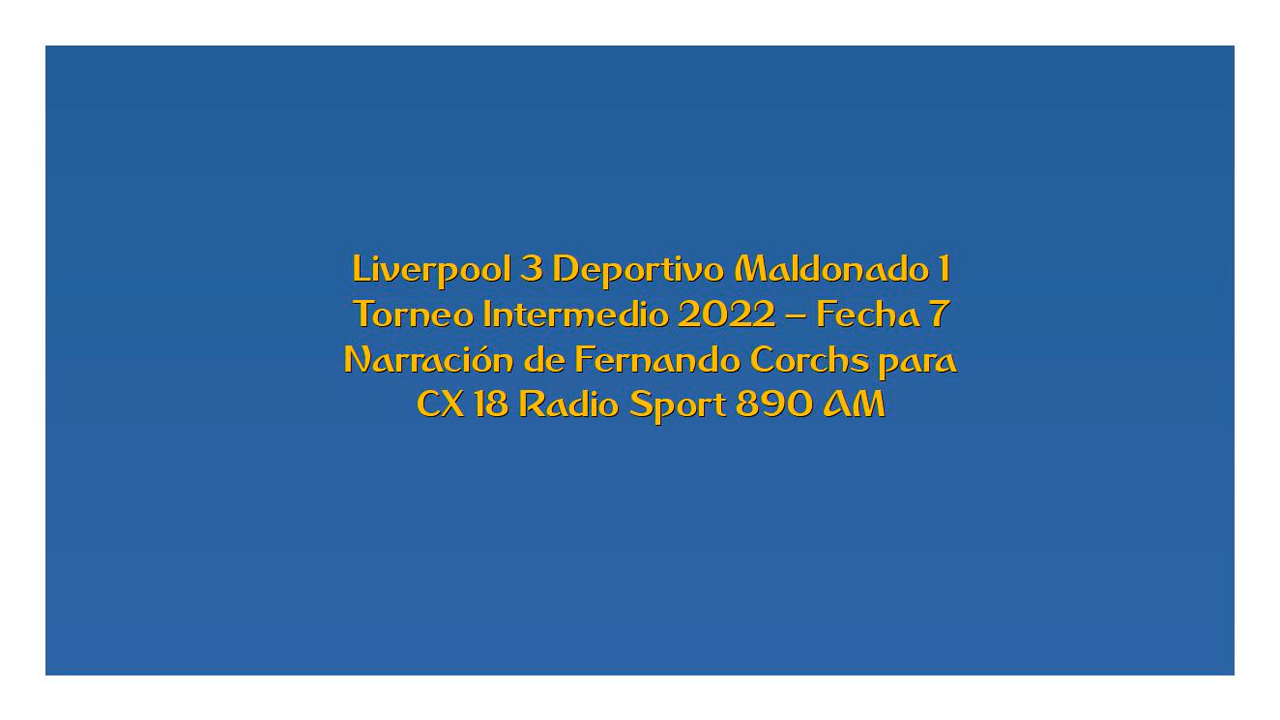 Liverpool 3 Deportivo Maldonado 1
Torneo Intermedio 2022 – Fecha 7
Narración de Fernando Corchs para
CX 18 Radio Sport 890 AM